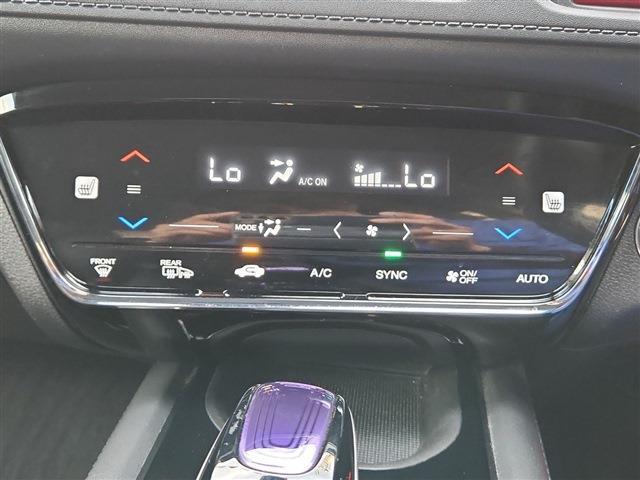 Lo A/C ON Lo
MODE
FRONT REAR A/C SYNC ON/OFF AUTO